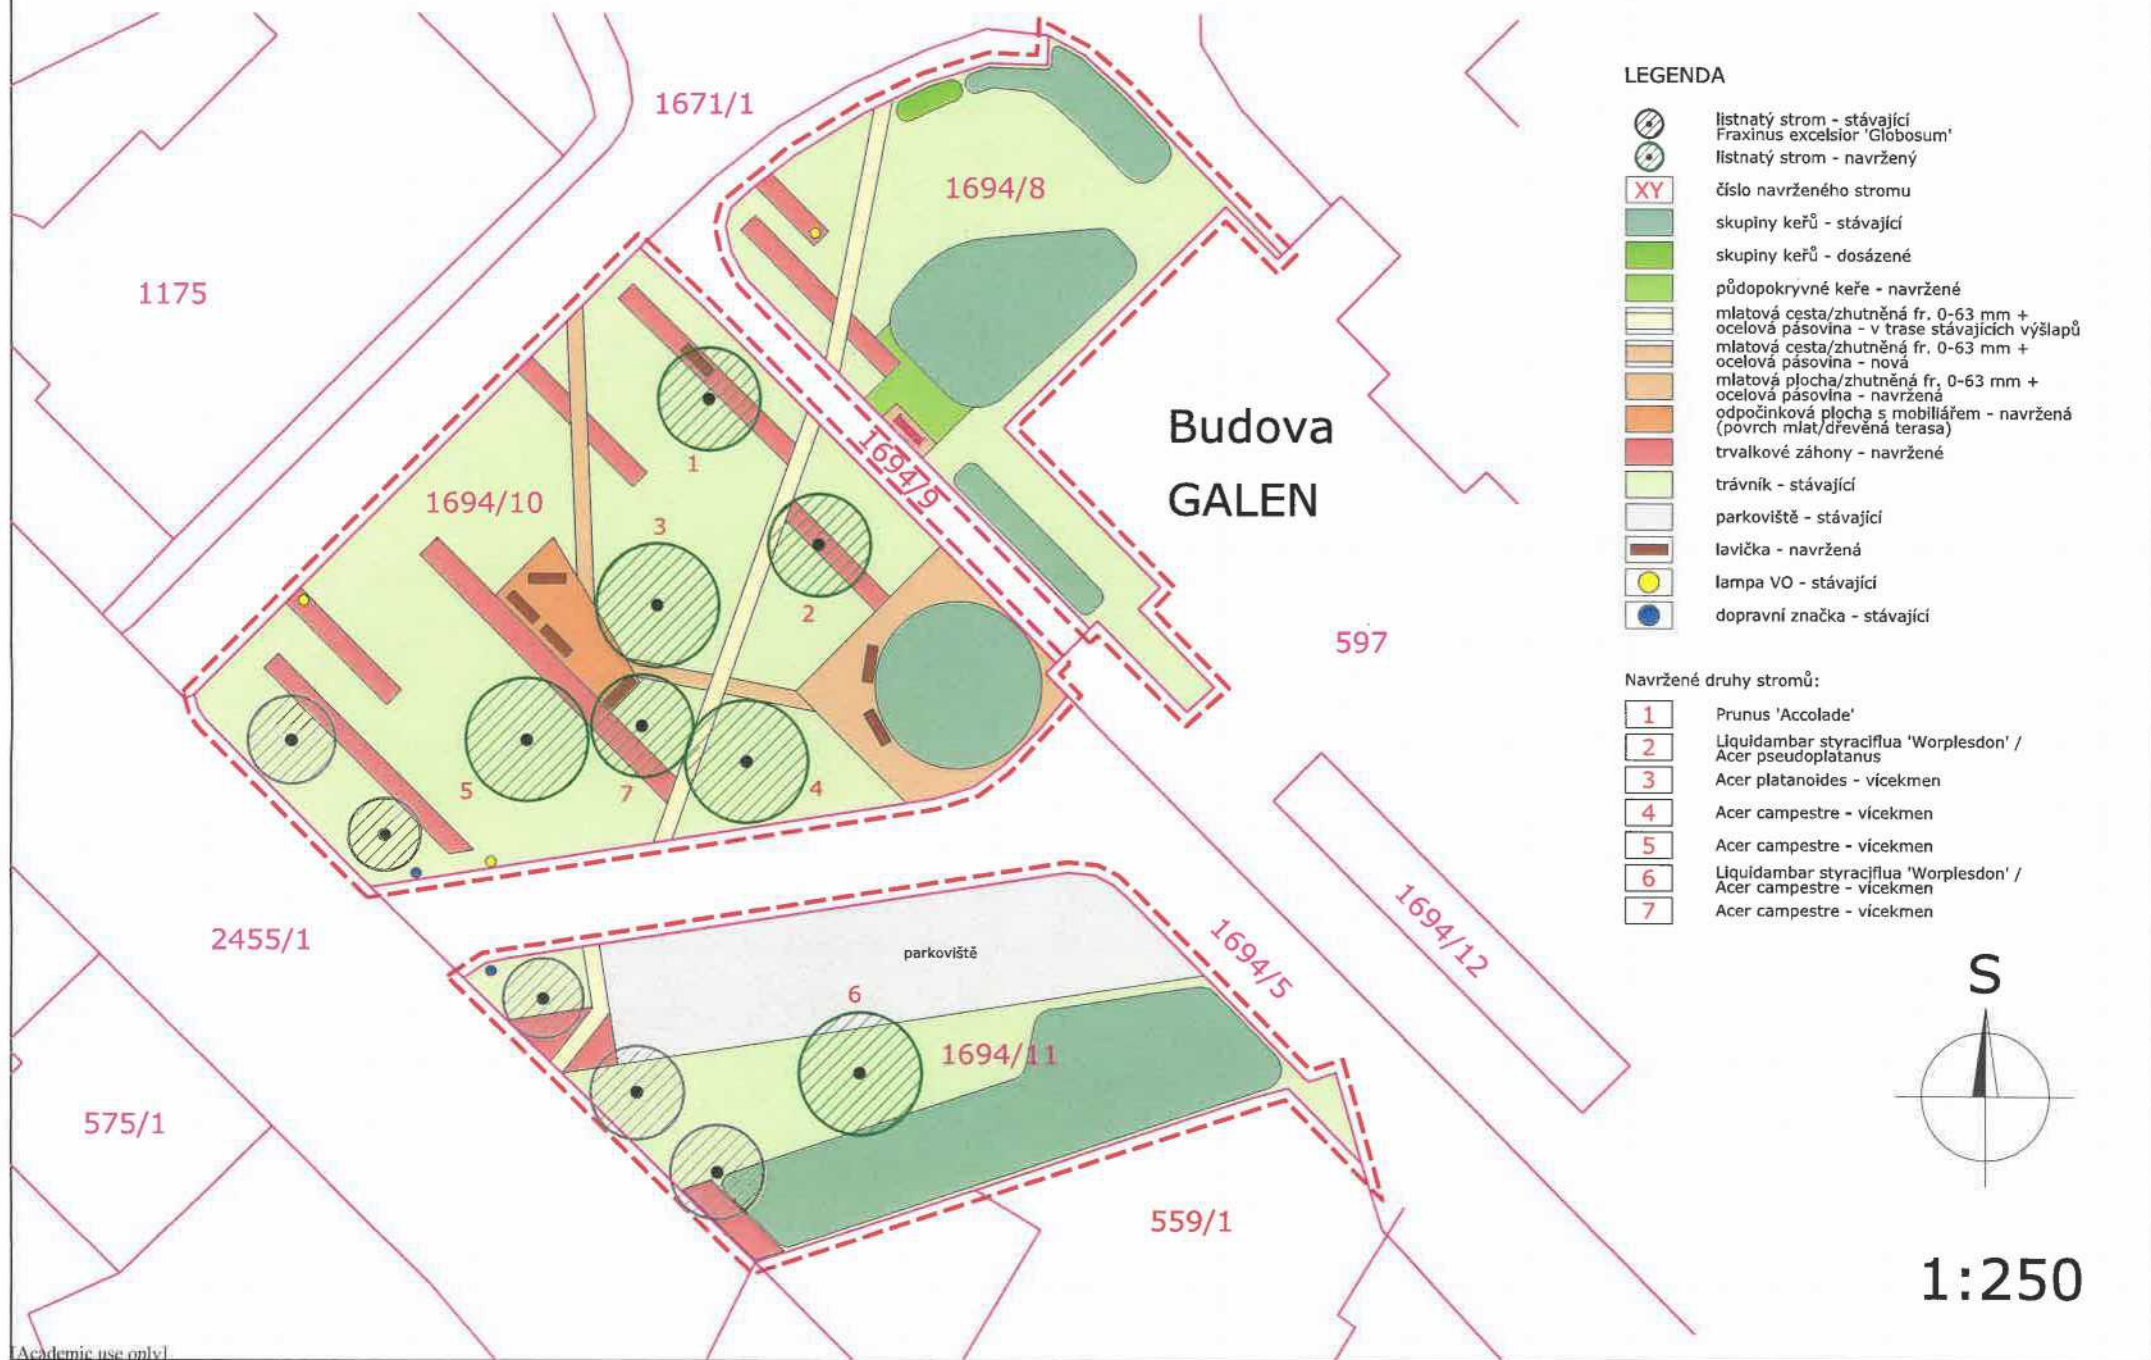 1671/1
1694/8
1175
1
1694/9
Budova
GALEN
1694/10
3
2
597
5
7
4
2455/1
1694/12
1694/5
parkoviště
6
1694/11
575/1
559/1
[Academic use only]
LEGENDA
listnatý strom - stávající
Fraxinus excelsior 'Globosum'
listnatý strom - navržený
XY číslo navrženého stromu
skupiny keřů - stávající
skupiny keřů - dosázené
půdopokryvné keře - navržené
mlatová cesta/zhutněná fr. 0-63 mm +
ocelová pásovina - v trase stávajících výšlapů
mlatová cesta/zhutněná fr. 0-63 mm +
ocelová pásovina - nová
mlatová plocha/zhutněná fr. 0-63 mm +
ocelová pásovina - navržená
odpočinková plocha s mobiliářem - navržená
(povrch mlat/dřevěná terasa)
trvalkové záhony - navržené
trávník - stávající
parkoviště - stávající
lavička - navržená
lampa VO - stávající
dopravní značka - stávající
Navržené druhy stromů:
1 Prunus 'Accolade'
2 Liquidambar styraciflua 'Worplesdon' /
Acer pseudoplatanus
3 Acer platanoides - vícekmen
4 Acer campestre - vícekmen
5 Acer campestre - vícekmen
6 Liquidambar styraciflua 'Worplesdon' /
Acer campestre - vícekmen
7 Acer campestre - vícekmen
S
1:250